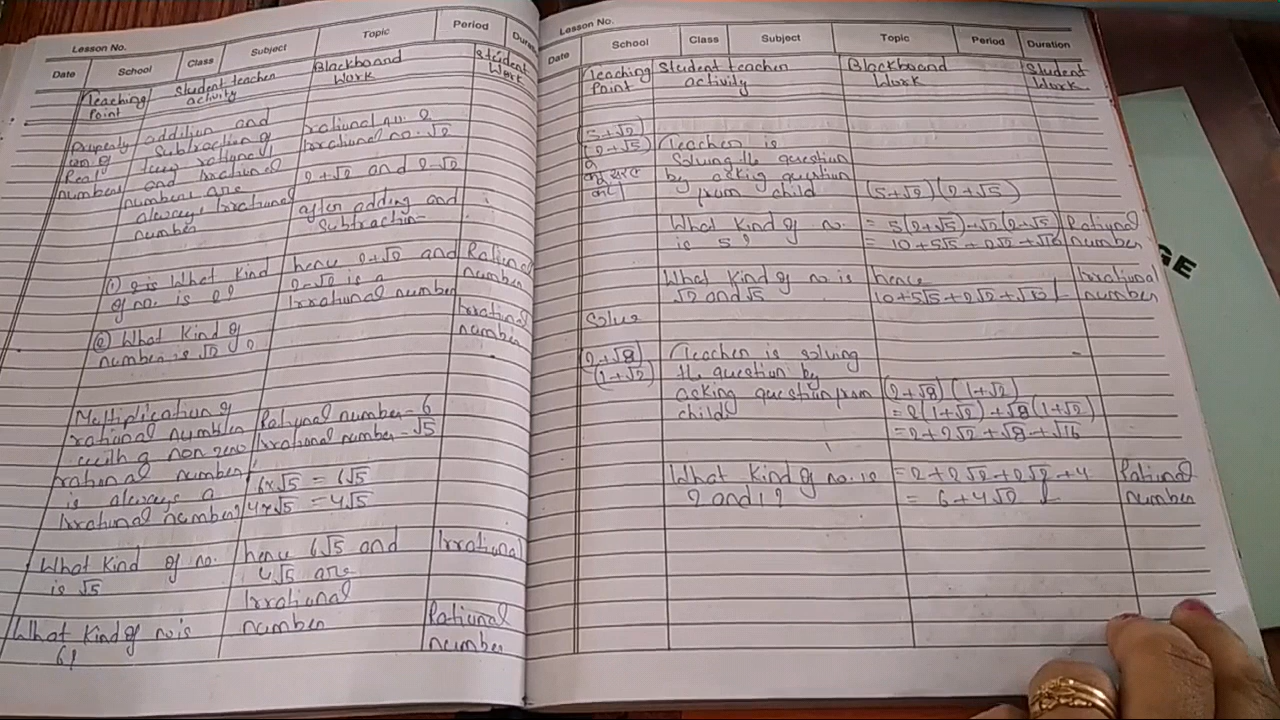 Lesson No.
Date School Class Subject Topic Period
Teaching Point
Student teacher activity
Blackboard Work
Student Work
addition and
Subtraction of
two rational
and Irrational
numbers are
always Irrational
number
rational no. 2
Irrational no. √2
2+√2 and 2-√2
after adding and
Subtraction
hence 2+√2 and
2-√2 is a
Irrational number
of no. is 2?
② What Kind of
number is √2 ?
Rational
number
Irrational
number
Multiplication of
rational number
with a non zero
is always a
Irrational number
Rational number - 6
Irrational number - √5
6×√5 = 6√5
4×√5 = 4√5
What Kind of no.
is √5
hence 6√5 and
4√5 are
Irrational
number
Irrational
What Kind of no is
6?
Rational
number
Lesson No.
Date School Class Subject Topic Period Duration
Teaching Point
Student teacher activity
Blackboard Work
Student Work
(5+√2)
(2+√5)
Teacher is
Solving the question
by asking question
from child
(5+√2) (2+√5)
What Kind of no.
is 5?
= 5(2+√5)+√2(2+√5)
= 10+5√5+2√2+√10
Rational
number
What Kind of no is
√2 and √5
hence
10+5√5+2√2+√10
Irrational
number
Solve
(2+√8)
(1+√2)
Teacher is solving
the question by
asking question from
child
(2+√8) (1+√2)
=2(1+√2)+√8(1+√2)
=2+2√2+√8+√16
What Kind of no is
2 and 1?
=2+2√2+2√2+4
= 6+4√2
Rational
number
GE